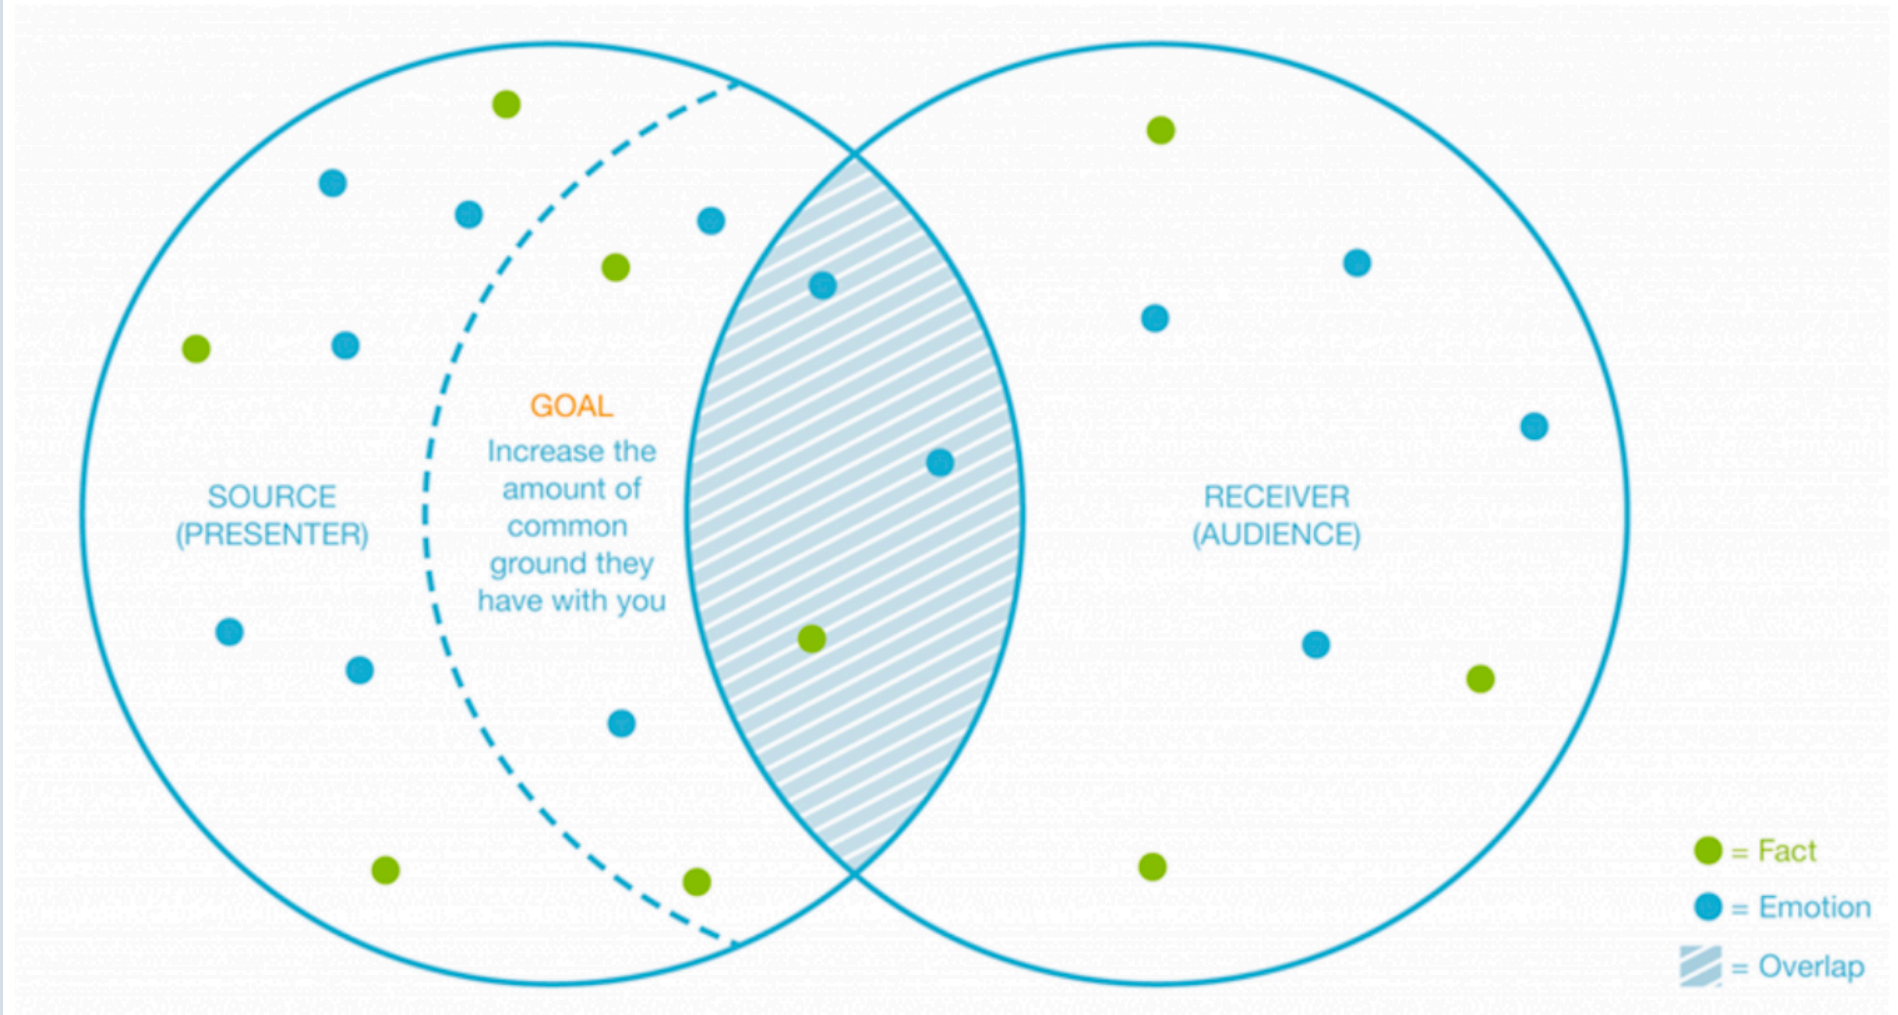 GOAL
Increase the
amount of
common
ground they
have with you
SOURCE
(PRESENTER)
RECEIVER
(AUDIENCE)
= Fact
= Emotion
= Overlap